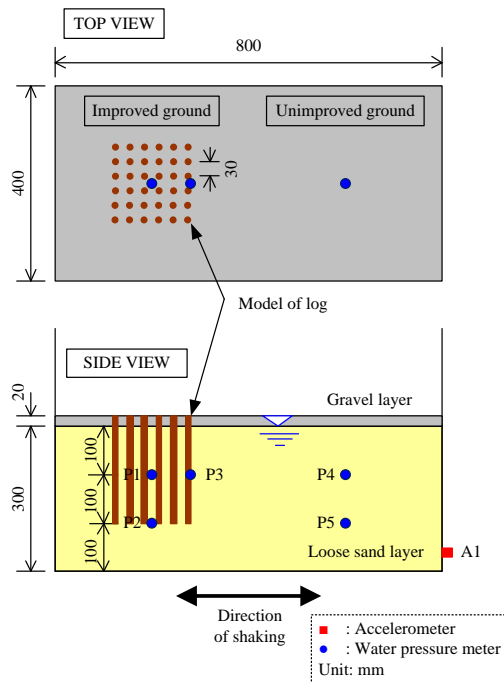 TOP VIEW
800
Improved ground
Unimproved ground
30
400
Model of log
SIDE VIEW
20
Gravel layer
100
P1
P3
P4
300
100
P2
P5
100
Loose sand layer
A1
Direction
of shaking
: Accelerometer
: Water pressure meter
Unit: mm